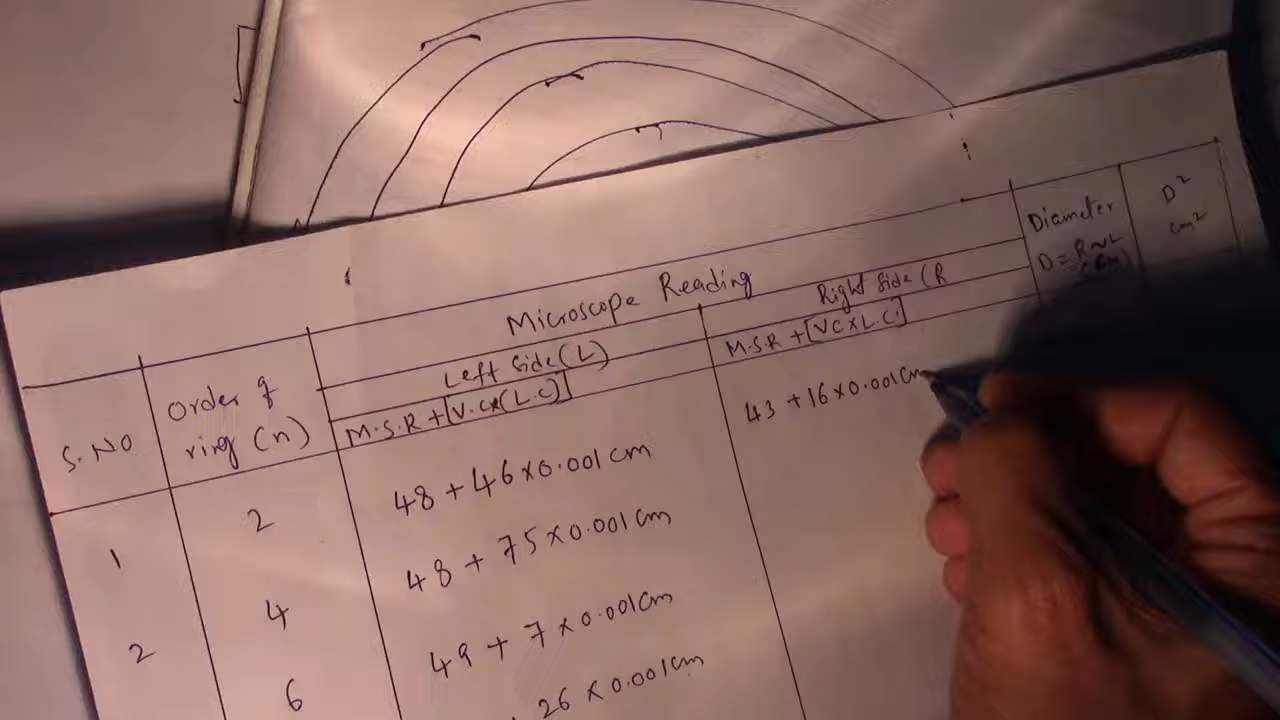 Microscope Reading
Diameter
D = R~L
(cm)
D²
cm²
S.NO
Order of
ring (n)
Left Side (L)
Right Side (R
M.S.R + [V.C×(L.C)]
M.S.R + [VC×L.C.]
1
2
48 + 46×0.001 cm
43 + 16×0.001 cm
2
4
48 + 75×0.001 cm
6
49 + 7×0.001 cm
26×0.001 cm